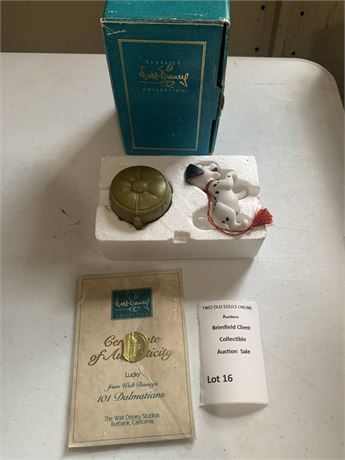 CLASSICS
Walt Disney
COLLECTION
Walt Disney
COLLECTION
Certificate
of Authenticity
Lucky
from Walt Disney's
101 Dalmatians
The Walt Disney Studios
Burbank, California
TWO OLD SOULS ONLINE
Auctions
Brimfield Client
Collectible
Auction Sale
Lot 16